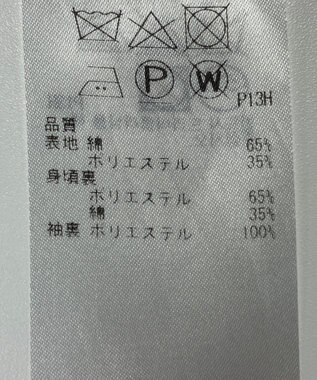 P W
P13H
品質
表地 綿 65%
ポリエステル 35%
身頃裏
ポリエステル 65%
綿 35%
袖裏 ポリエステル 100%